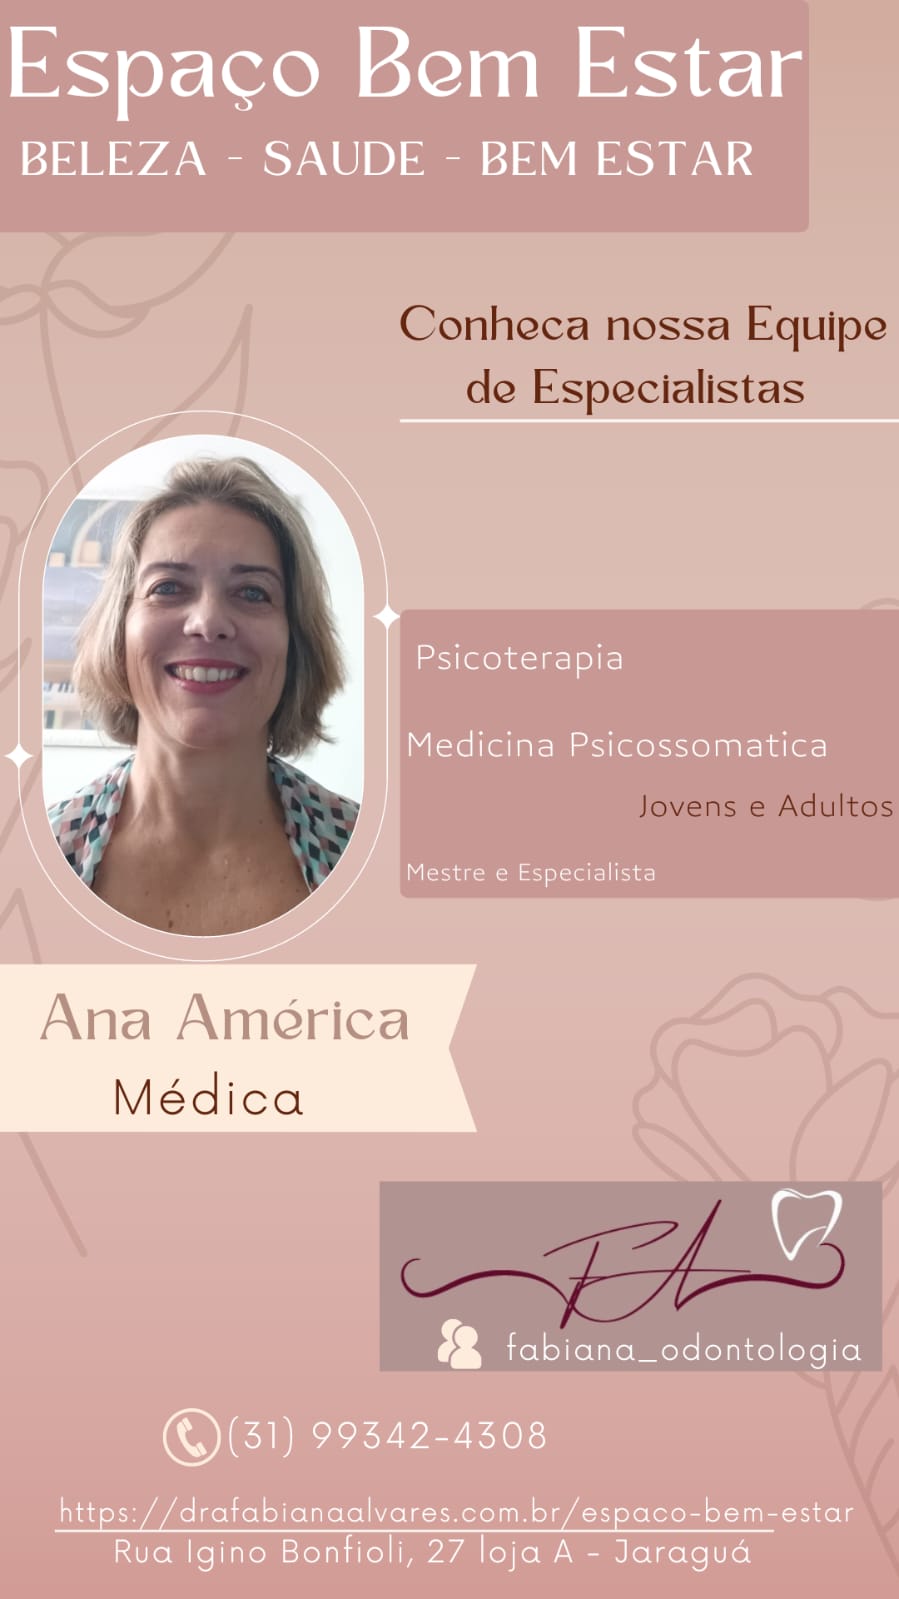 Espaço Bem Estar
BELEZA - SAUDE - BEM ESTAR
Conheca nossa Equipe
de Especialistas
Psicoterapia
Medicina Psicossomatica
Jovens e Adultos
Mestre e Especialista
Ana América
Médica
FA
fabiana_odontologia
(31) 99342-4308
https://drafabianaalvares.com.br/espaco-bem-estar
Rua Igino Bonfioli, 27 loja A - Jaraguá